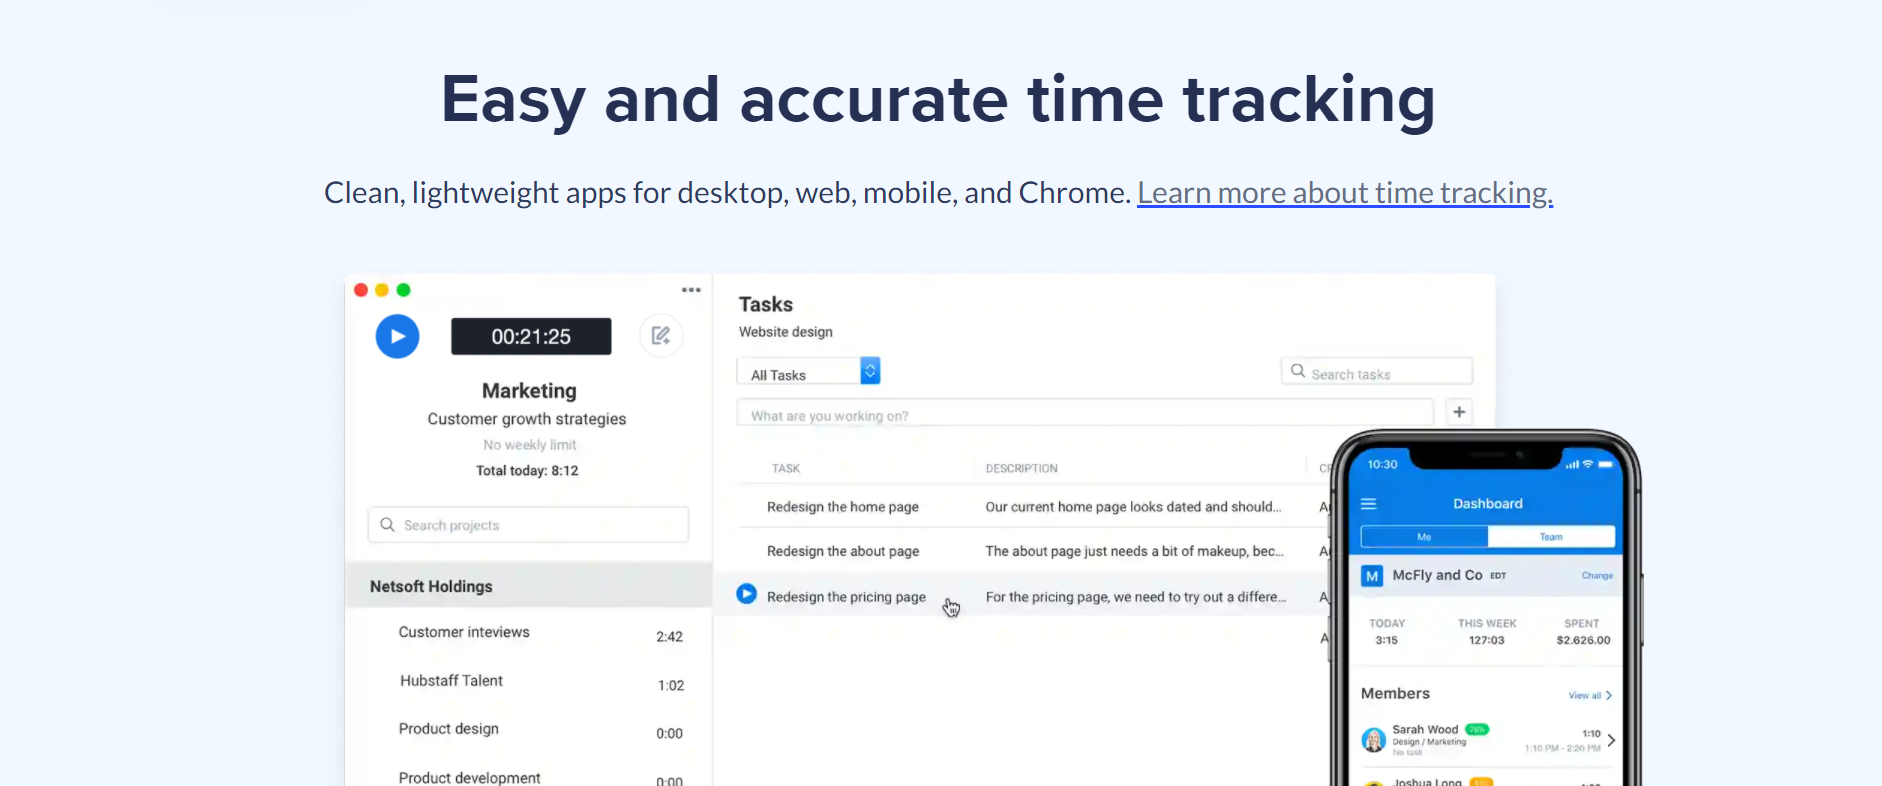 Easy and accurate time tracking
Clean, lightweight apps for desktop, web, mobile, and Chrome. Learn more about time tracking.
00:21:25
Marketing
Customer growth strategies
No weekly limit
Total today: 8:12
Search projects
Netsoft Holdings
Customer inteviews 2:42
Hubstaff Talent 1:02
Product design 0:00
Product development 0:00
Tasks
Website design
All Tasks
Search tasks
What are you working on?
TASK DESCRIPTION
Redesign the home page Our current home page looks dated and should...
Redesign the about page The about page just needs a bit of makeup, bec...
Redesign the pricing page For the pricing page, we need to try out a differe...
10:30
Dashboard
Me Team
M McFly and Co EDT Change
TODAY THIS WEEK SPENT
3:15 127:03 $2.626.00
Members View all
Sarah Wood 76% 1:10
Design / Marketing 1:10 PM - 2:20 PM
No task
Joshua Long